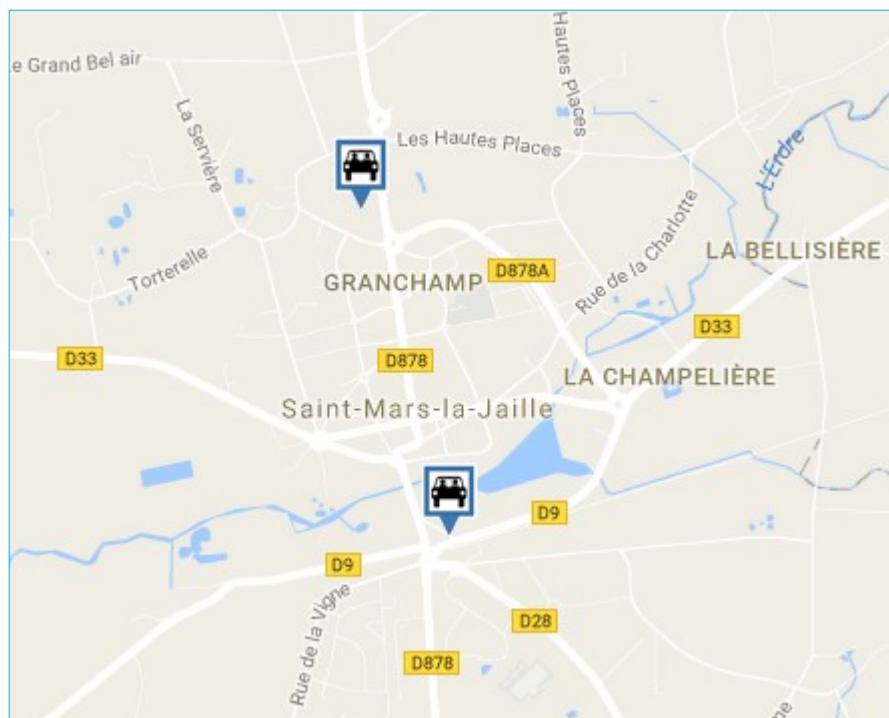 Le Grand Bel air
Hautes Places
La Servière
Les Hautes Places
L'Erdre
Torterelle
Rue de la Charlotte
LA BELLISIÈRE
GRANCHAMP
D878A
D33
D33
D878
LA CHAMPELIÈRE
Saint-Mars-la-Jaille
D9
D9
Rue de la Vigne
D28
D878